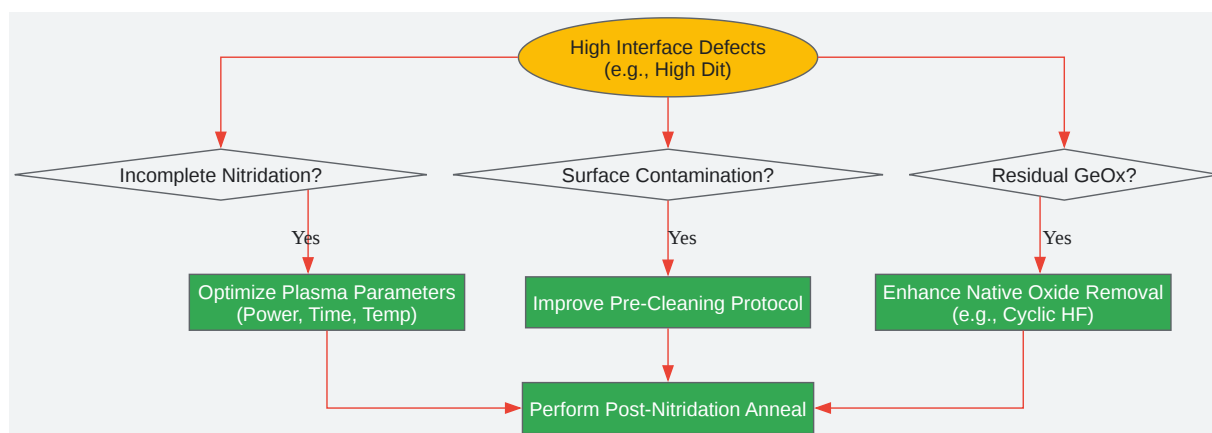 High Interface Defects
(e.g., High Dit)
Incomplete Nitridation?
Surface Contamination?
Residual GeOx?
Yes
Yes
Yes
Optimize Plasma Parameters
(Power, Time, Temp)
Improve Pre-Cleaning Protocol
Enhance Native Oxide Removal
(e.g., Cyclic HF)
Perform Post-Nitridation Anneal